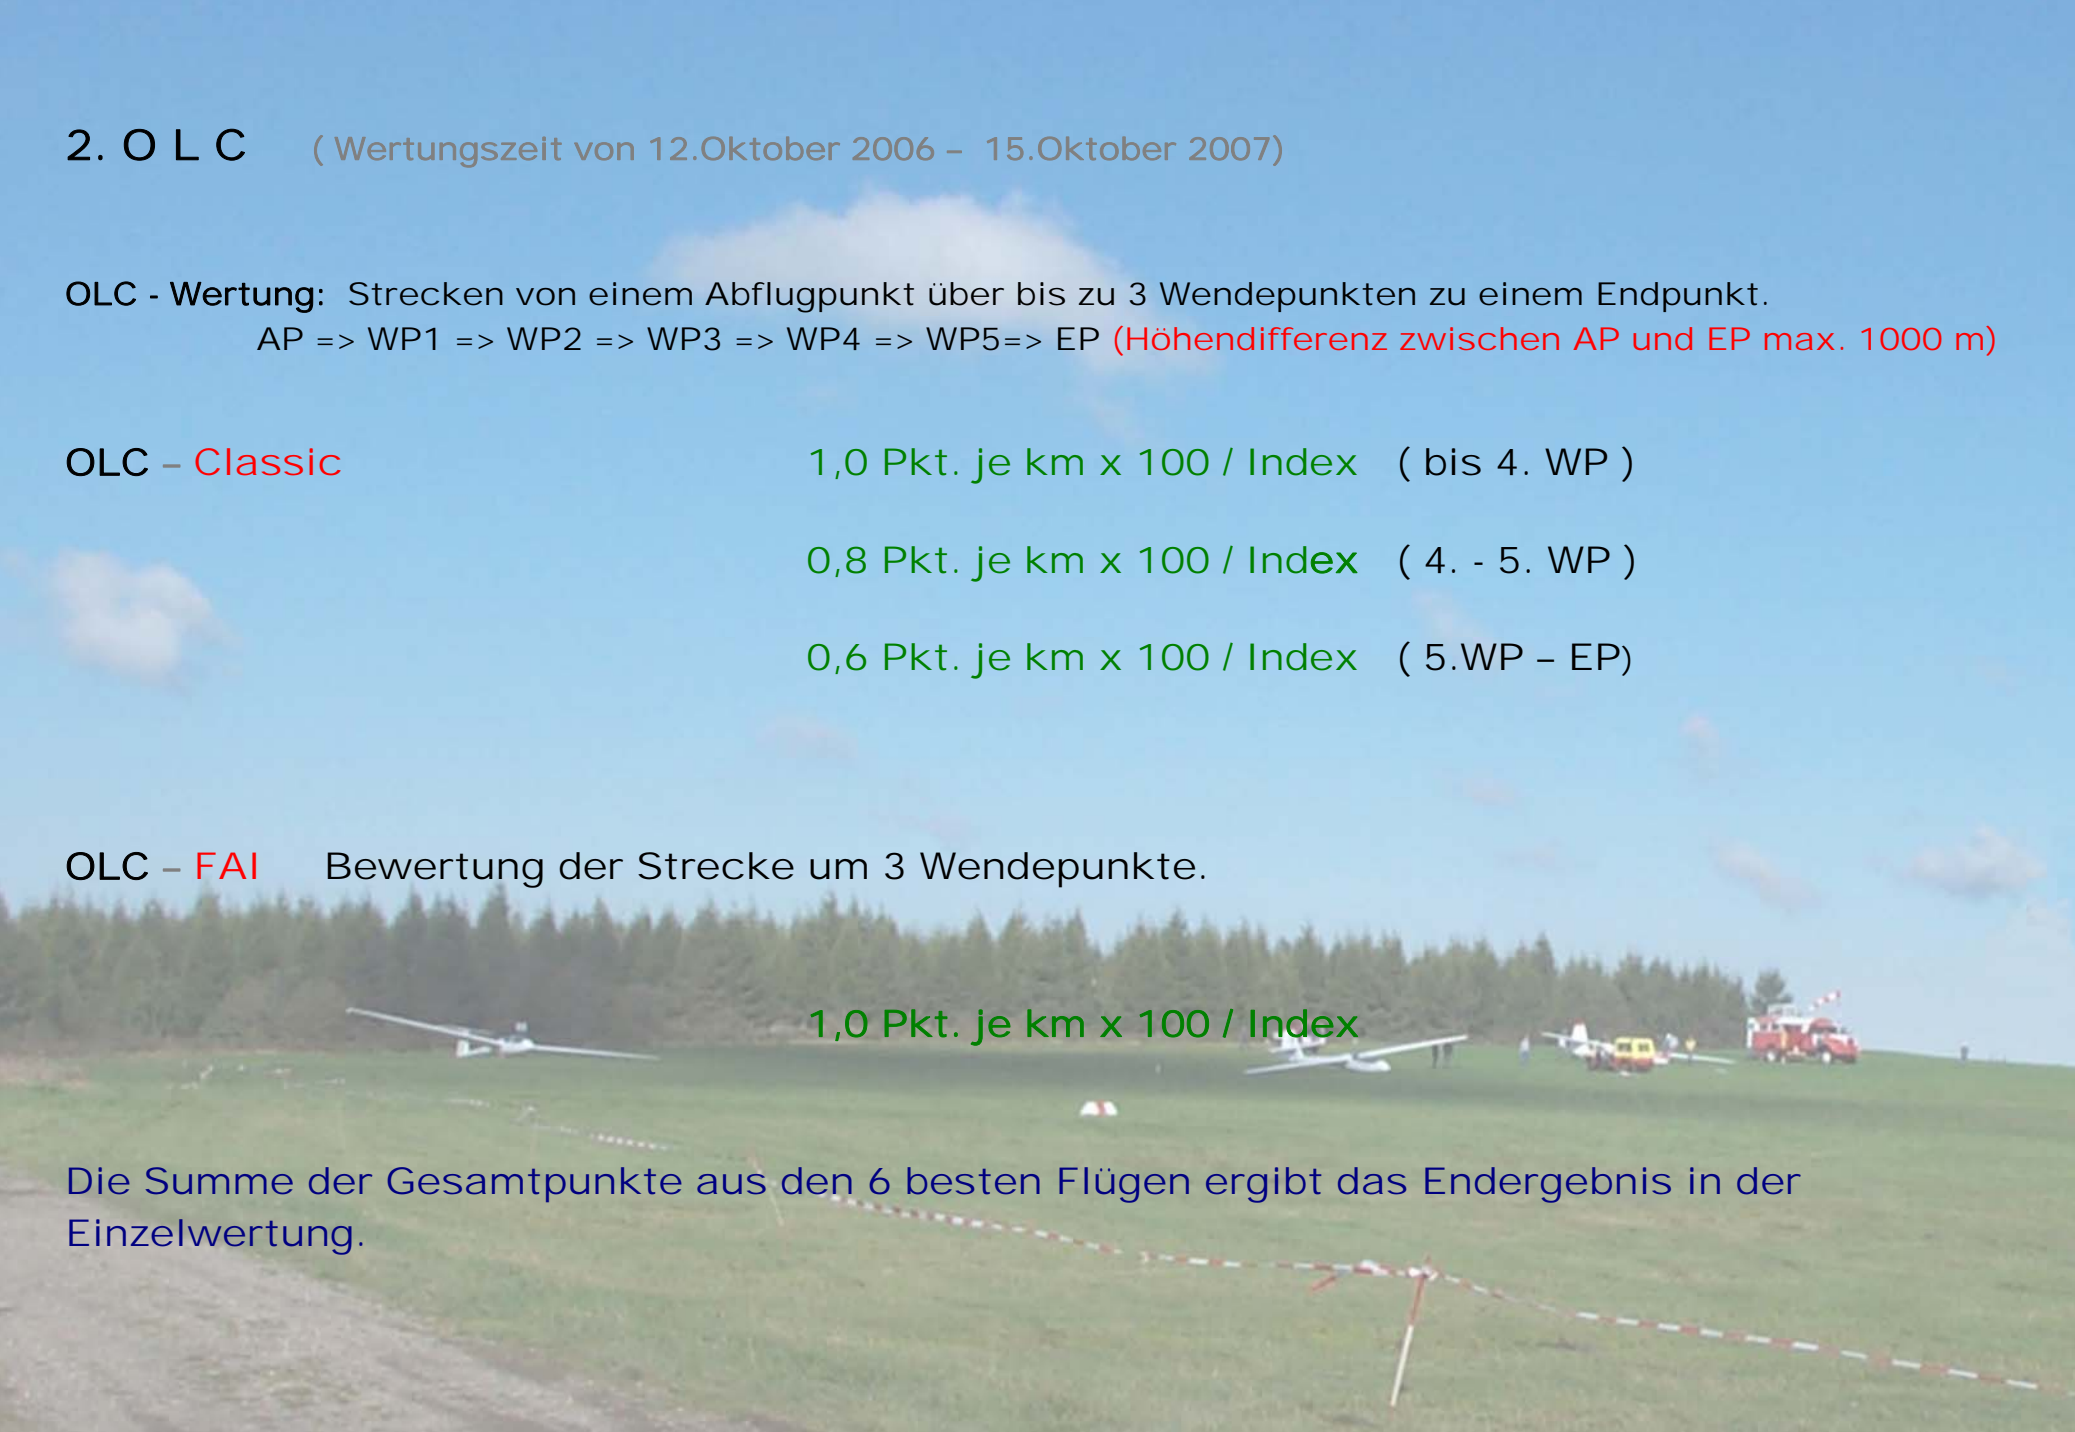 2. O L C ( Wertungszeit von 12.Oktober 2006 – 15.Oktober 2007)
OLC - Wertung: Strecken von einem Abflugpunkt über bis zu 3 Wendepunkten zu einem Endpunkt.
AP => WP1 => WP2 => WP3 => WP4 => WP5=> EP (Höhendifferenz zwischen AP und EP max. 1000 m)
OLC – Classic 1,0 Pkt. je km x 100 / Index ( bis 4. WP )
0,8 Pkt. je km x 100 / Index ( 4. - 5. WP )
0,6 Pkt. je km x 100 / Index ( 5.WP – EP)
OLC – FAI Bewertung der Strecke um 3 Wendepunkte.
1,0 Pkt. je km x 100 / Index
Die Summe der Gesamtpunkte aus den 6 besten Flügen ergibt das Endergebnis in der
Einzelwertung.